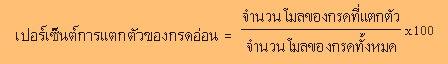 เปอร์เซ็นต์การแตกตัวของกรดอ่อน = จำนวนโมลของกรดที่แตกตัว
จำนวนโมลของกรดทั้งหมด x100